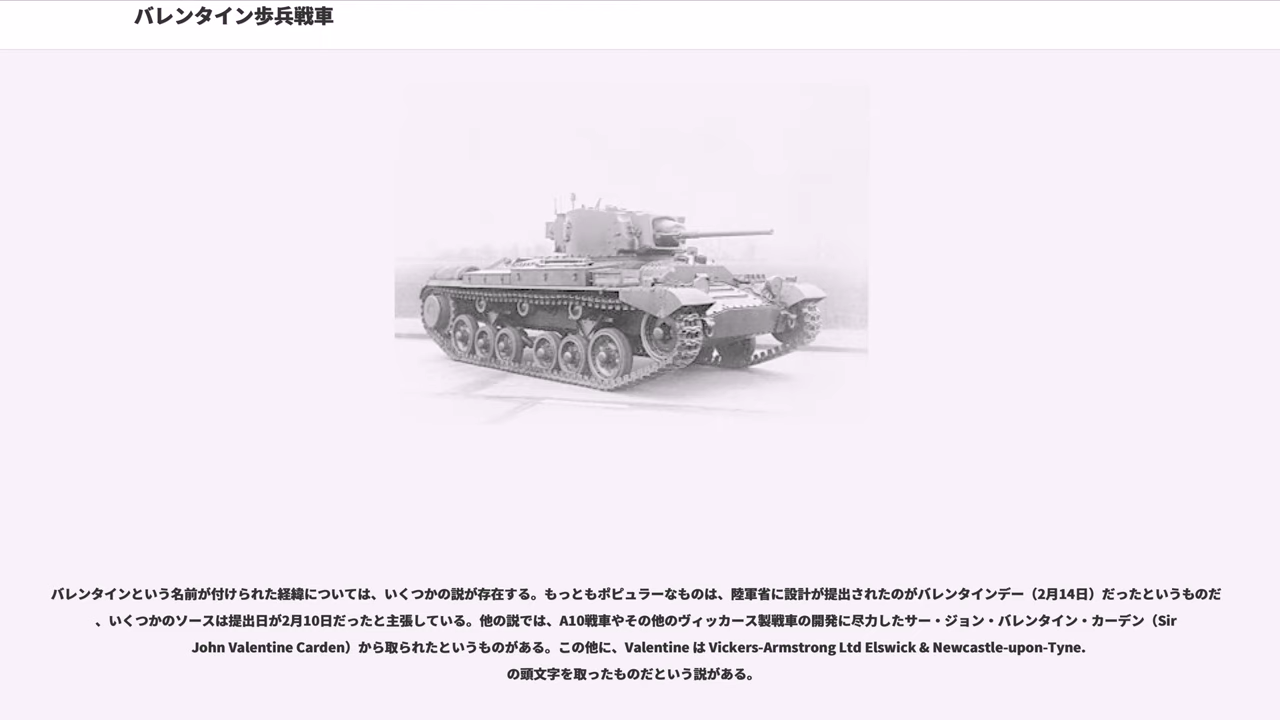 バレンタイン歩兵戦車
バレンタインという名前が付けられた経緯については、いくつかの説が存在する。もっともポピュラーなものは、陸軍省に設計が提出されたのがバレンタインデー（2月14日）だったというものだ
、いくつかのソースは提出日が2月10日だったと主張している。他の説では、A10戦車やその他のヴィッカース製戦車の開発に尽力したサー・ジョン・バレンタイン・カーデン（Sir
John Valentine Carden）から取られたというものがある。この他に、Valentine は Vickers-Armstrong Ltd Elswick & Newcastle-upon-Tyne.
の頭文字を取ったものだという説がある。